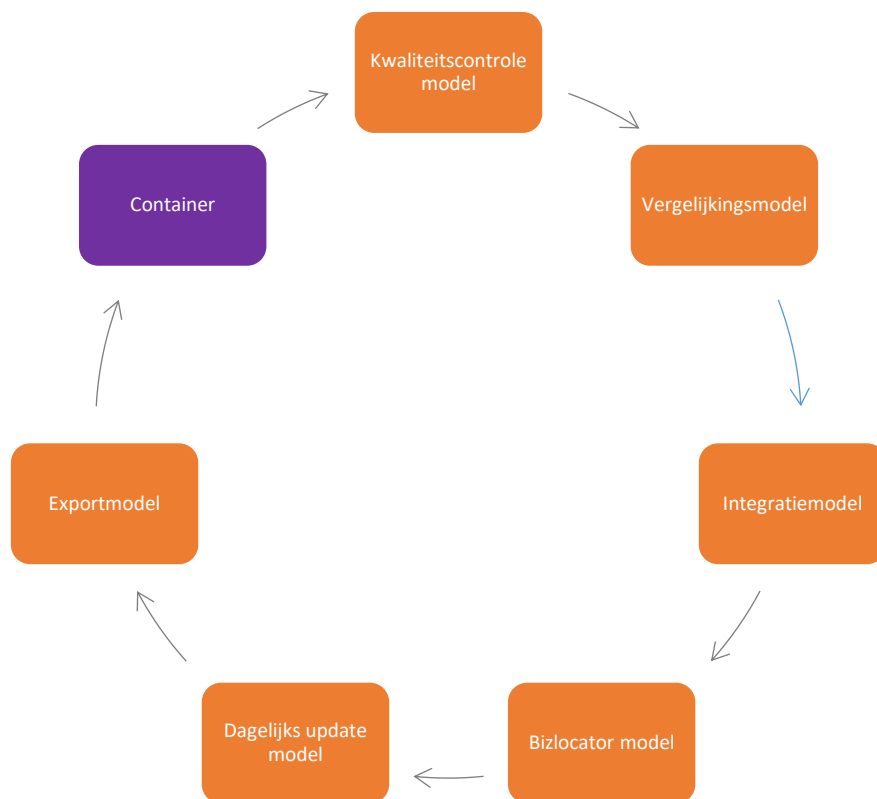 Kwaliteitscontrole
model
Container
Vergelijkingsmodel
Exportmodel
Integratiemodel
Dagelijks update
model
Bizlocator model